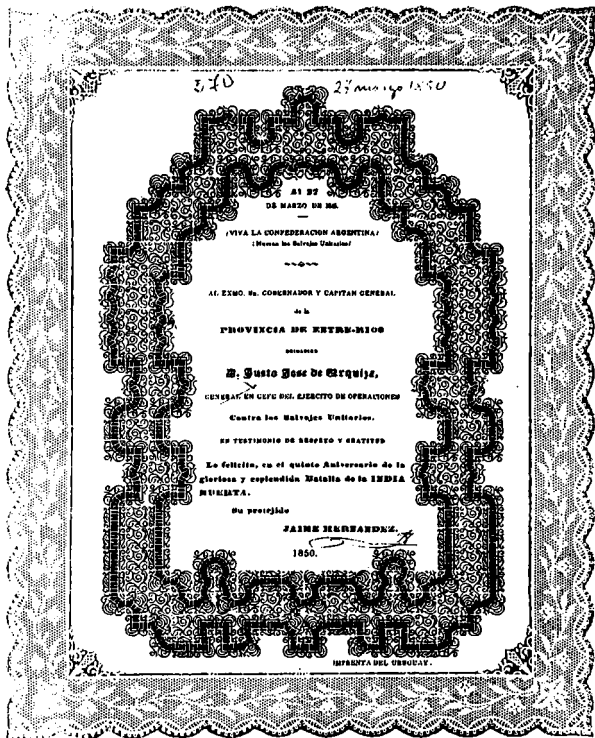 27 marzo 1850
AL 27
DE MARZO DE
¡VIVA LA CONFEDERACION ARGENTINA!
¡Mueran los Salvajes Unitarios!
AL EXMO. Sr. GOBERNADOR Y CAPITAN GENERAL
de la
PROVINCIA DE ENTRE-RIOS
BRIGADIER
D. Justo Jose de Urquiza,
GENERAL EN GEFE DEL EJERCITO DE OPERACIONES
Contra los Salvajes Unitarios.
EN TESTIMONIO DE RESPETO Y GRATITUD
Lo felicita, en el quinto Aniversario de la
gloriosa y esplendida Batalla de la INDIA
MUERTA.
Su protejido
JAIME HERNANDEZ.
1850.
IMPRENTA DEL URUGUAY.